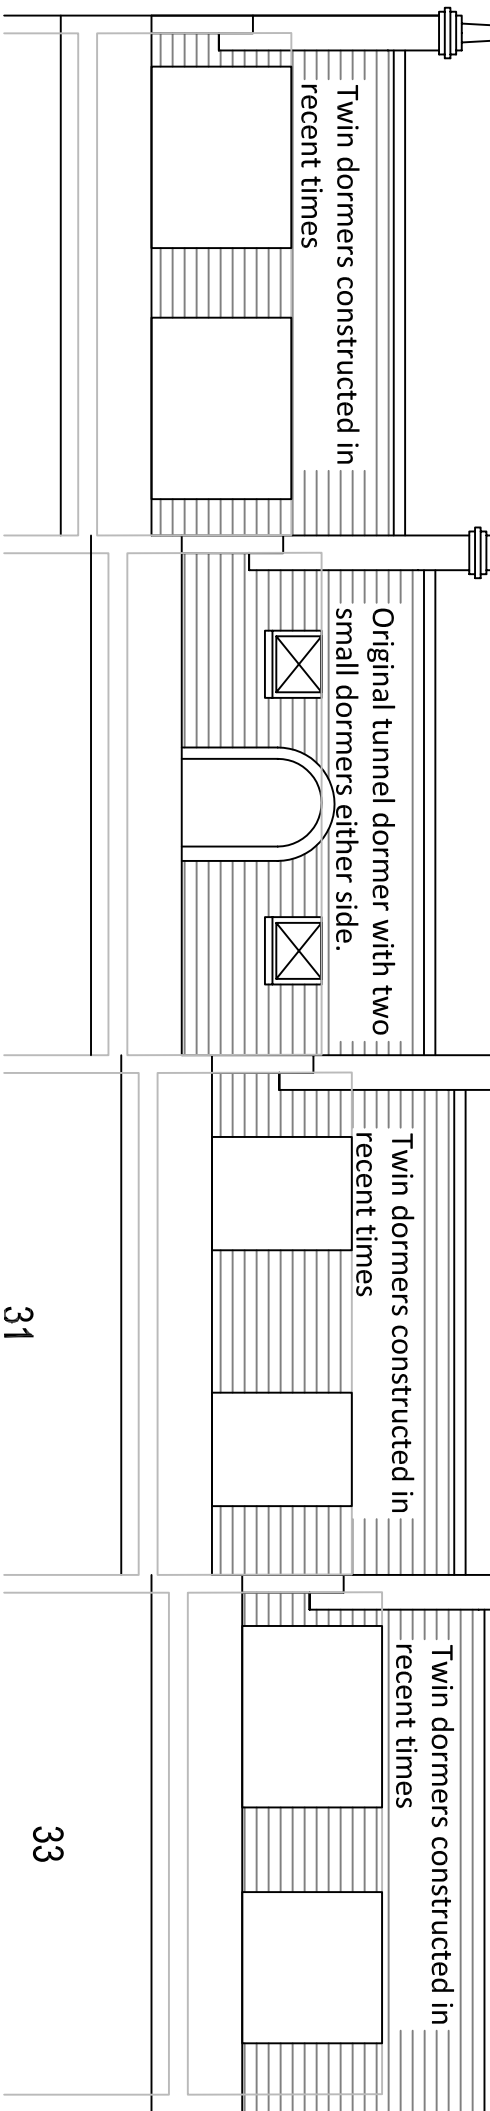 Twin dormers constructed in
recent times
Original tunnel dormer with two
small dormers either side.
Twin dormers constructed in
recent times
31
Twin dormers constructed in
recent times
33